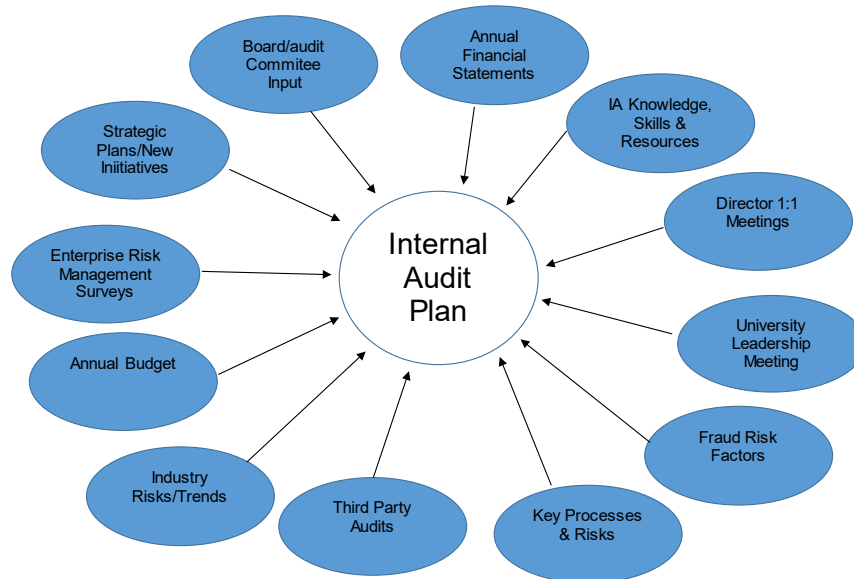 Board/audit
Commitee
Input
Annual
Financial
Statements
IA Knowledge,
Skills &
Resources
Strategic
Plans/New
Iniitiatives
Director 1:1
Meetings
Internal
Audit
Plan
Enterprise Risk
Management
Surveys
University
Leadership
Meeting
Annual Budget
Fraud Risk
Factors
Industry
Risks/Trends
Third Party
Audits
Key Processes
& Risks